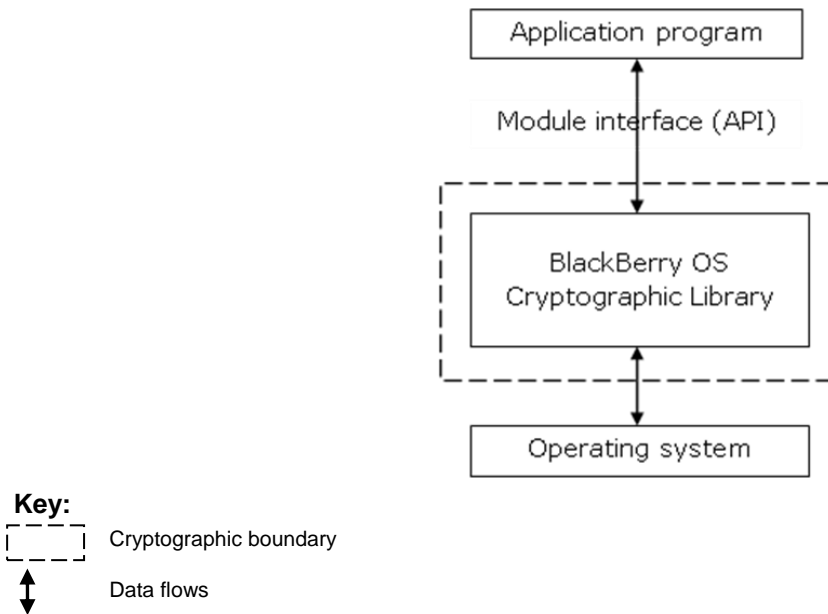 Application program
Module interface (API)
BlackBerry OS
Cryptographic Library
Operating system
Key:
Cryptographic boundary
Data flows